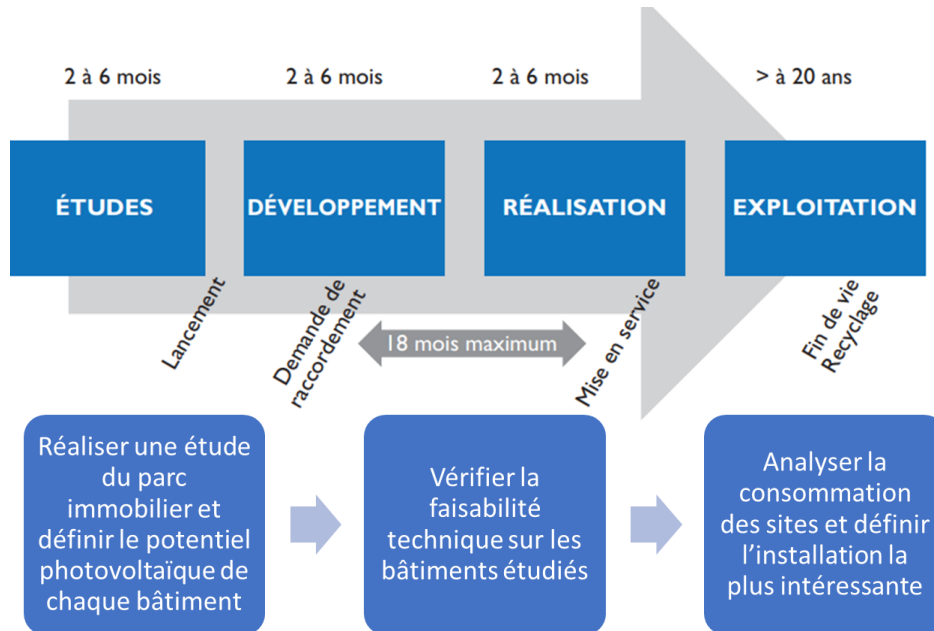 2 à 6 mois
2 à 6 mois
2 à 6 mois
> à 20 ans
ÉTUDES
DÉVELOPPEMENT
RÉALISATION
EXPLOITATION
Lancement
Demande de
raccordement
18 mois maximum
Mise en service
Fin de vie
Recyclage
Réaliser une étude
du parc
immobilier et
définir le potentiel
photovoltaïque de
chaque bâtiment
Vérifier la
faisabilité
technique sur les
bâtiments étudiés
Analyser la
consommation
des sites et définir
l'installation la
plus intéressante